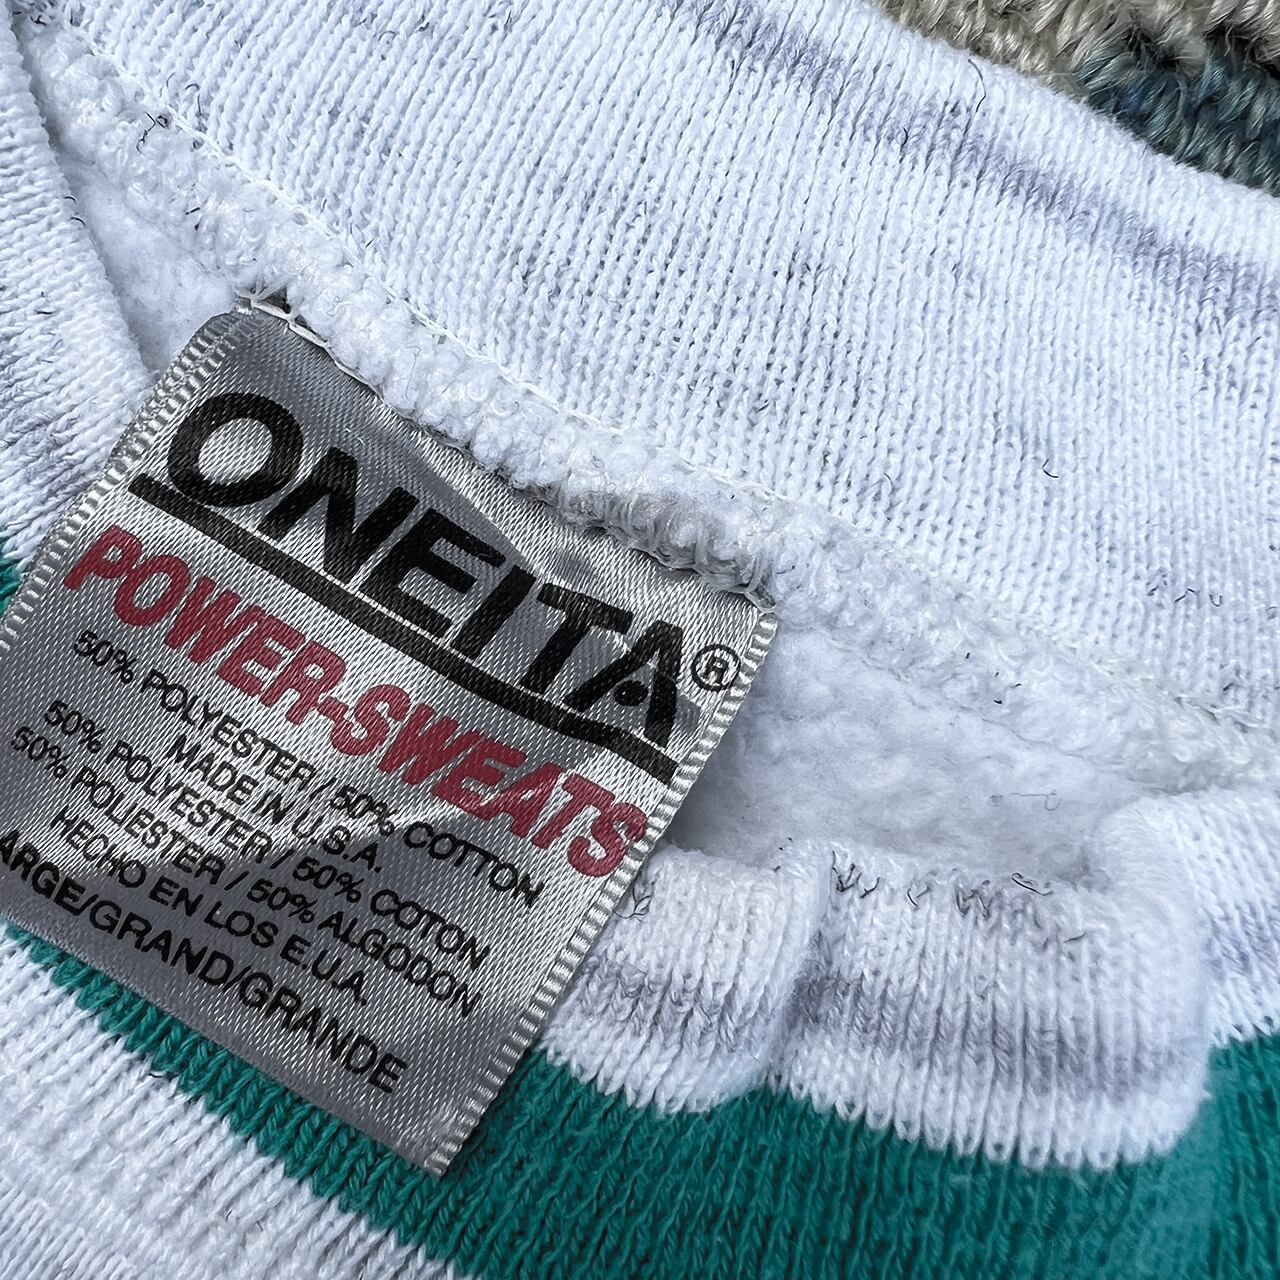 ONEITA®
POWER-SWEATS
50% POLYESTER / 50% COTTON
MADE IN U.S.A.
50% POLYESTER / 50% COTON
50% POLIESTER / 50% ALGODON
HECHO EN LOS E.U.A.
ARGE/GRAND/GRANDE